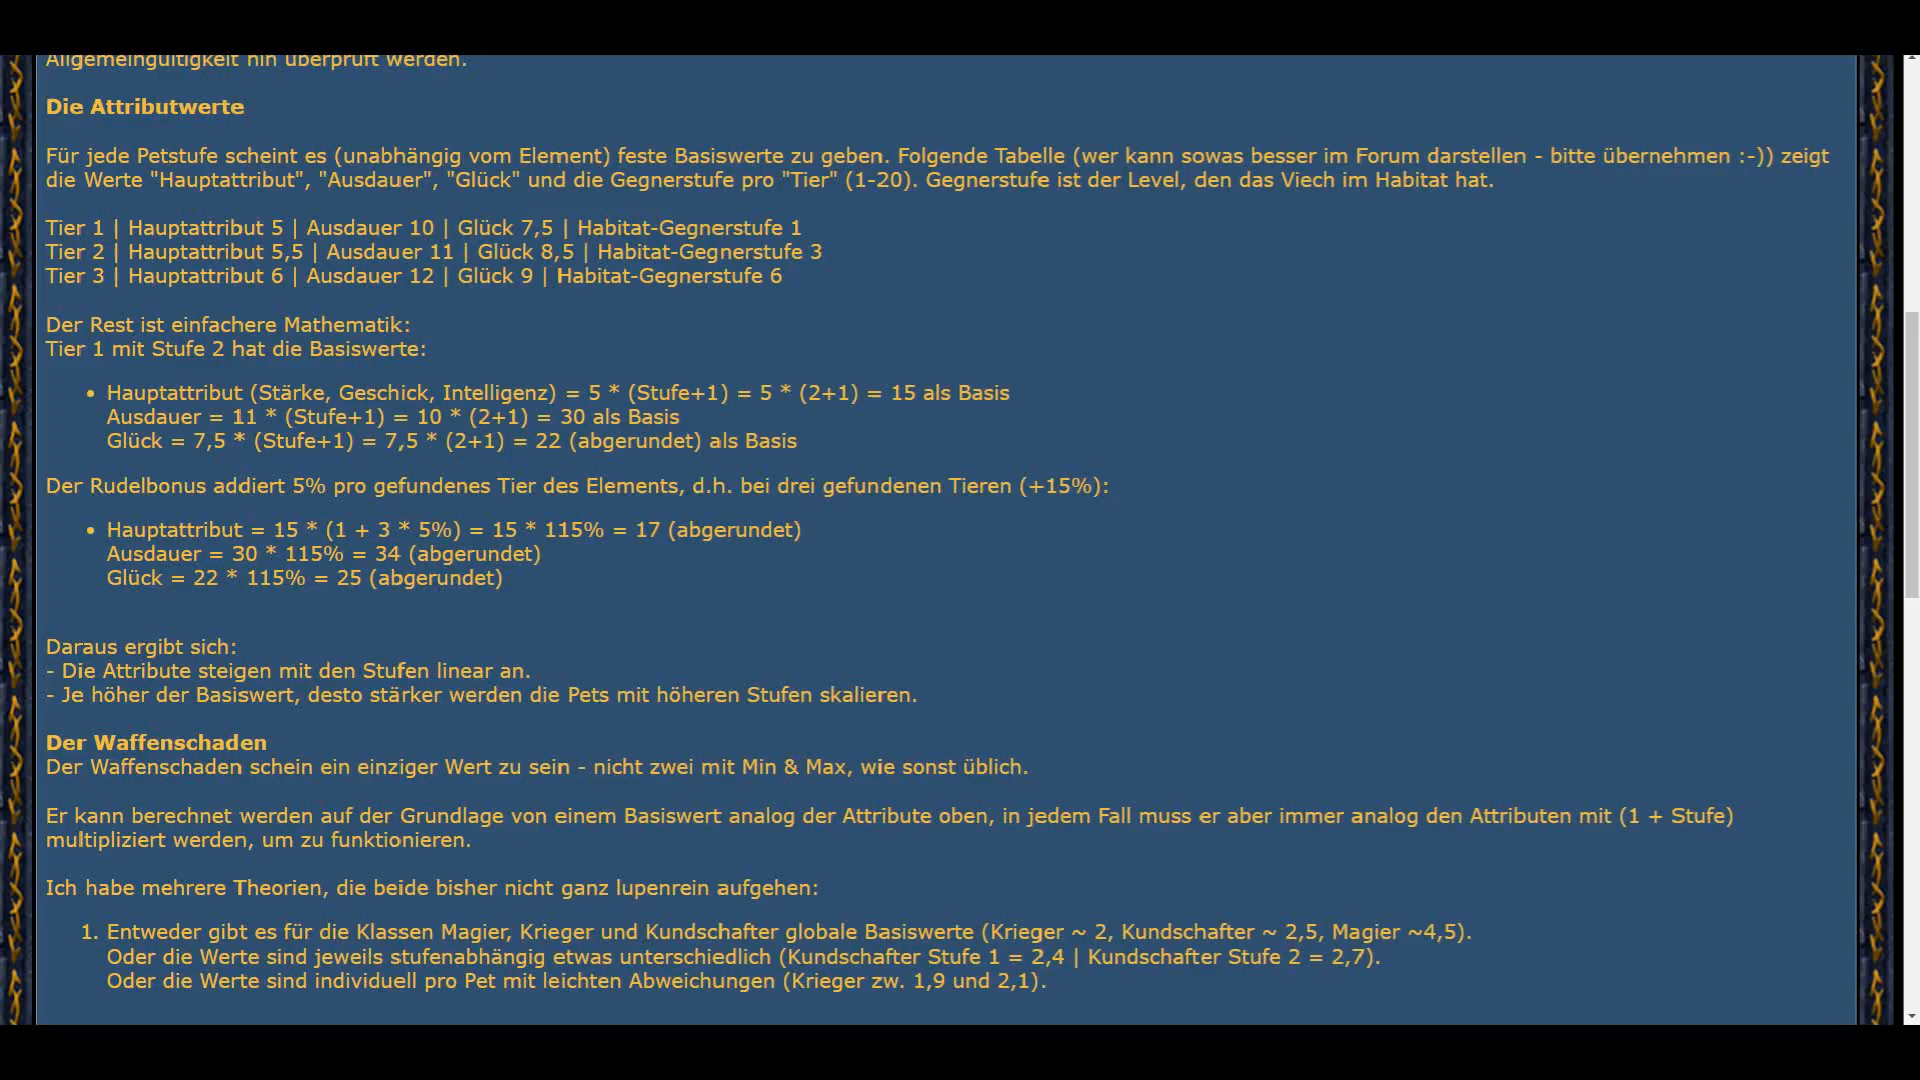 Allgemeingültigkeit hin überprüft werden.
Die Attributwerte
Für jede Petstufe scheint es (unabhängig vom Element) feste Basiswerte zu geben. Folgende Tabelle (wer kann sowas besser im Forum darstellen - bitte übernehmen :-)) zeigt
die Werte "Hauptattribut", "Ausdauer", "Glück" und die Gegnerstufe pro "Tier" (1-20). Gegnerstufe ist der Level, den das Viech im Habitat hat.
Tier 1 | Hauptattribut 5 | Ausdauer 10 | Glück 7,5 | Habitat-Gegnerstufe 1
Tier 2 | Hauptattribut 5,5 | Ausdauer 11 | Glück 8,5 | Habitat-Gegnerstufe 3
Tier 3 | Hauptattribut 6 | Ausdauer 12 | Glück 9 | Habitat-Gegnerstufe 6
Der Rest ist einfachere Mathematik:
Tier 1 mit Stufe 2 hat die Basiswerte:
• Hauptattribut (Stärke, Geschick, Intelligenz) = 5 * (Stufe+1) = 5 * (2+1) = 15 als Basis
Ausdauer = 11 * (Stufe+1) = 10 * (2+1) = 30 als Basis
Glück = 7,5 * (Stufe+1) = 7,5 * (2+1) = 22 (abgerundet) als Basis
Der Rudelbonus addiert 5% pro gefundenes Tier des Elements, d.h. bei drei gefundenen Tieren (+15%):
• Hauptattribut = 15 * (1 + 3 * 5%) = 15 * 115% = 17 (abgerundet)
Ausdauer = 30 * 115% = 34 (abgerundet)
Glück = 22 * 115% = 25 (abgerundet)
Daraus ergibt sich:
- Die Attribute steigen mit den Stufen linear an.
- Je höher der Basiswert, desto stärker werden die Pets mit höheren Stufen skalieren.
Der Waffenschaden
Der Waffenschaden schein ein einziger Wert zu sein - nicht zwei mit Min & Max, wie sonst üblich.
Er kann berechnet werden auf der Grundlage von einem Basiswert analog der Attribute oben, in jedem Fall muss er aber immer analog den Attributen mit (1 + Stufe)
multipliziert werden, um zu funktionieren.
Ich habe mehrere Theorien, die beide bisher nicht ganz lupenrein aufgehen:
1. Entweder gibt es für die Klassen Magier, Krieger und Kundschafter globale Basiswerte (Krieger ~ 2, Kundschafter ~ 2,5, Magier ~4,5).
Oder die Werte sind jeweils stufenabhängig etwas unterschiedlich (Kundschafter Stufe 1 = 2,4 | Kundschafter Stufe 2 = 2,7).
Oder die Werte sind individuell pro Pet mit leichten Abweichungen (Krieger zw. 1,9 und 2,1).